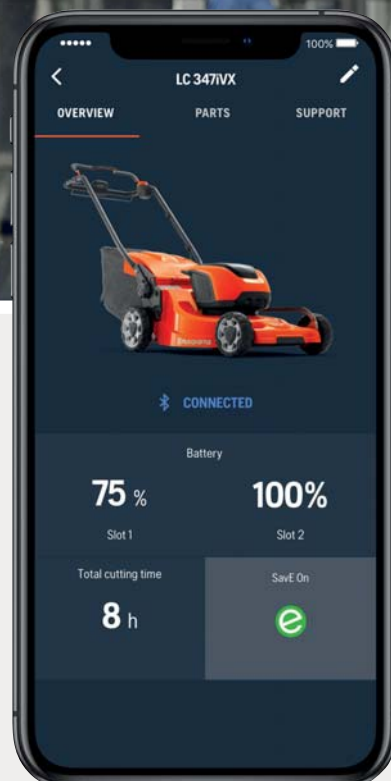 100%
LC 347iVX
OVERVIEW PARTS SUPPORT
Husqvarna
CONNECTED
Battery
75 % 100%
Slot 1 Slot 2
Total cutting time SavE On
8 h e